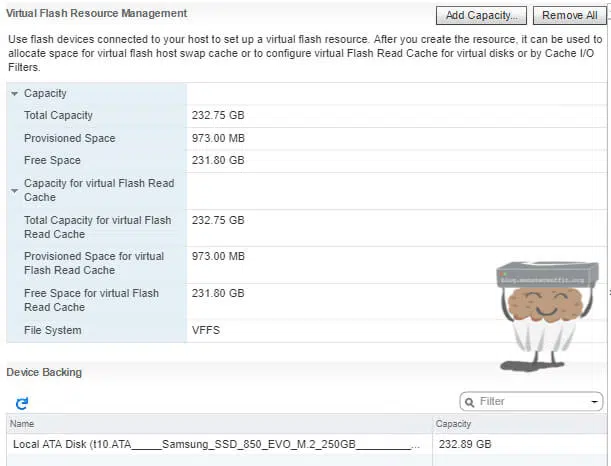 Virtual Flash Resource Management
Add Capacity...
Remove All
Use flash devices connected to your host to set up a virtual flash resource. After you create the resource, it can be used to
allocate space for virtual flash host swap cache or to configure virtual Flash Read Cache for virtual disks or by Cache I/O
Filters.
Capacity
Total Capacity 232.75 GB
Provisioned Space 973.00 MB
Free Space 231.80 GB
Capacity for virtual Flash Read
Cache
Total Capacity for virtual Flash 232.75 GB
Read Cache
Provisioned Space for virtual 973.00 MB
Flash Read Cache
Free Space for virtual Flash 231.80 GB
Read Cache
File System VFFS
Device Backing
Filter
Name Capacity
Local ATA Disk (t10.ATA_____Samsung_SSD_850_EVO_M.2_250GB_________... 232.89 GB